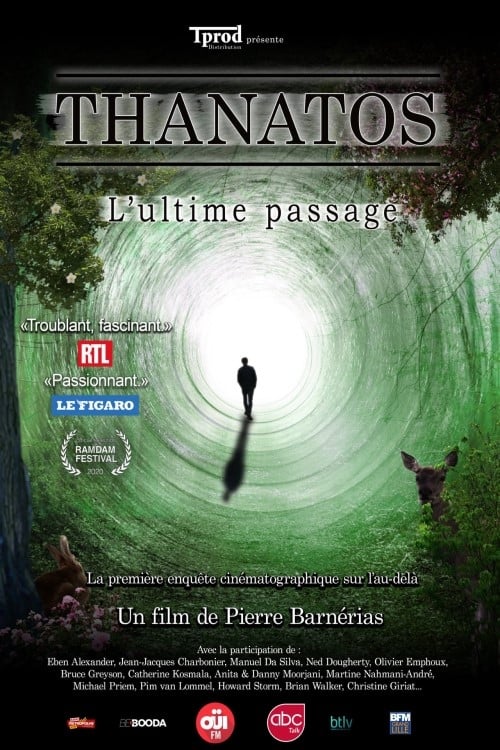 Tprod présente
Distribution
THANATOS
L'ultime passage
«Troublant, fascinant.»
RTL
«Passionnant.»
LE FIGARO
RAMDAM
FESTIVAL
2020
La première enquête cinématographique sur l'au-delà
Un film de Pierre Barnérias
Avec la participation de :
Eben Alexander, Jean-Jacques Charbonier, Manuel Da Silva, Ned Dougherty, Olivier Emphoux,
Bruce Greyson, Catherine Kosmala, Anita & Danny Moorjani, Martine Nahmani-André,
Michael Priem, Pim van Lommel, Howard Storm, Brian Walker, Christine Giriat...
BOODA
OÜI
FM
abc
Talk
btlv
BFM
GRAND
LILLE